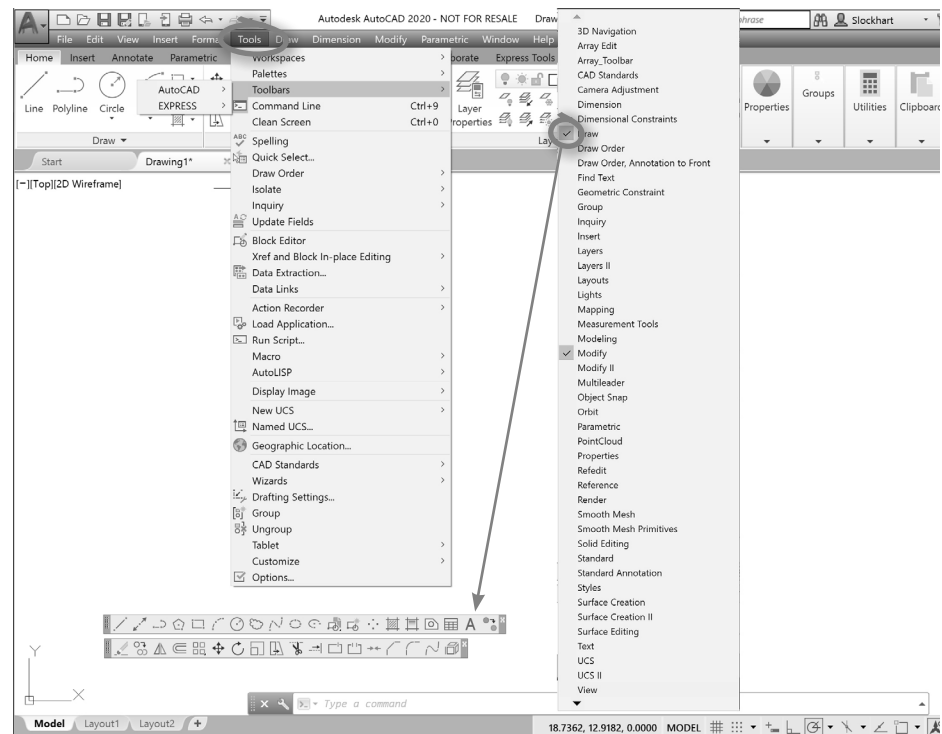 Autodesk AutoCAD 2020 - NOT FOR RESALE Draw
phrase
Slockhart
File Edit View Insert Forma Tools Draw Dimension Modify Parametric Window Help
Home Insert Annotate Parametric
borate Express Tools
Line Polyline Circle
Layer
Properties
Properties Groups Utilities Clipboard
Draw
Lay
Start Drawing1*
[−][Top][2D Wireframe]
AutoCAD
EXPRESS
Workspaces
Palettes
Toolbars
Command Line Ctrl+9
Clean Screen Ctrl+0
Spelling
Quick Select...
Draw Order
Isolate
Inquiry
Update Fields
Block Editor
Xref and Block In-place Editing
Data Extraction...
Data Links
Action Recorder
Load Application...
Run Script...
Macro
AutoLISP
Display Image
New UCS
Named UCS...
Geographic Location...
CAD Standards
Wizards
Drafting Settings...
Group
Ungroup
Tablet
Customize
Options...
3D Navigation
Array Edit
Array_Toolbar
CAD Standards
Camera Adjustment
Dimension
Dimensional Constraints
Draw
Draw Order
Draw Order, Annotation to Front
Find Text
Geometric Constraint
Group
Inquiry
Insert
Layers
Layers II
Layouts
Lights
Mapping
Measurement Tools
Modeling
Modify
Modify II
Multileader
Object Snap
Orbit
Parametric
PointCloud
Properties
Refedit
Reference
Render
Smooth Mesh
Smooth Mesh Primitives
Solid Editing
Standard
Standard Annotation
Styles
Surface Creation
Surface Creation II
Surface Editing
Text
UCS
UCS II
View
Y
X
Type a command
Model Layout1 Layout2 +
18.7362, 12.9182, 0.0000 MODEL